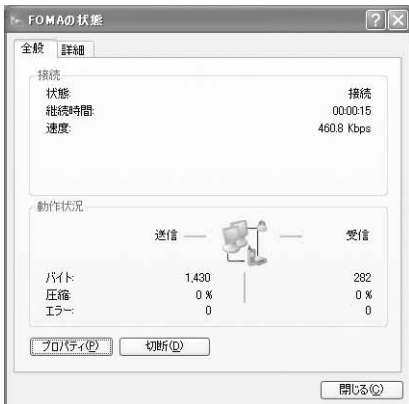 FOMAの状態
全般 詳細
接続
状態: 接続
継続時間: 00:00:15
速度: 460.8 Kbps
動作状況
送信 受信
バイト: 1,430 282
圧縮: 0 % 0 %
エラー: 0 0
プロパティ(P) 切断(D)
閉じる(C)